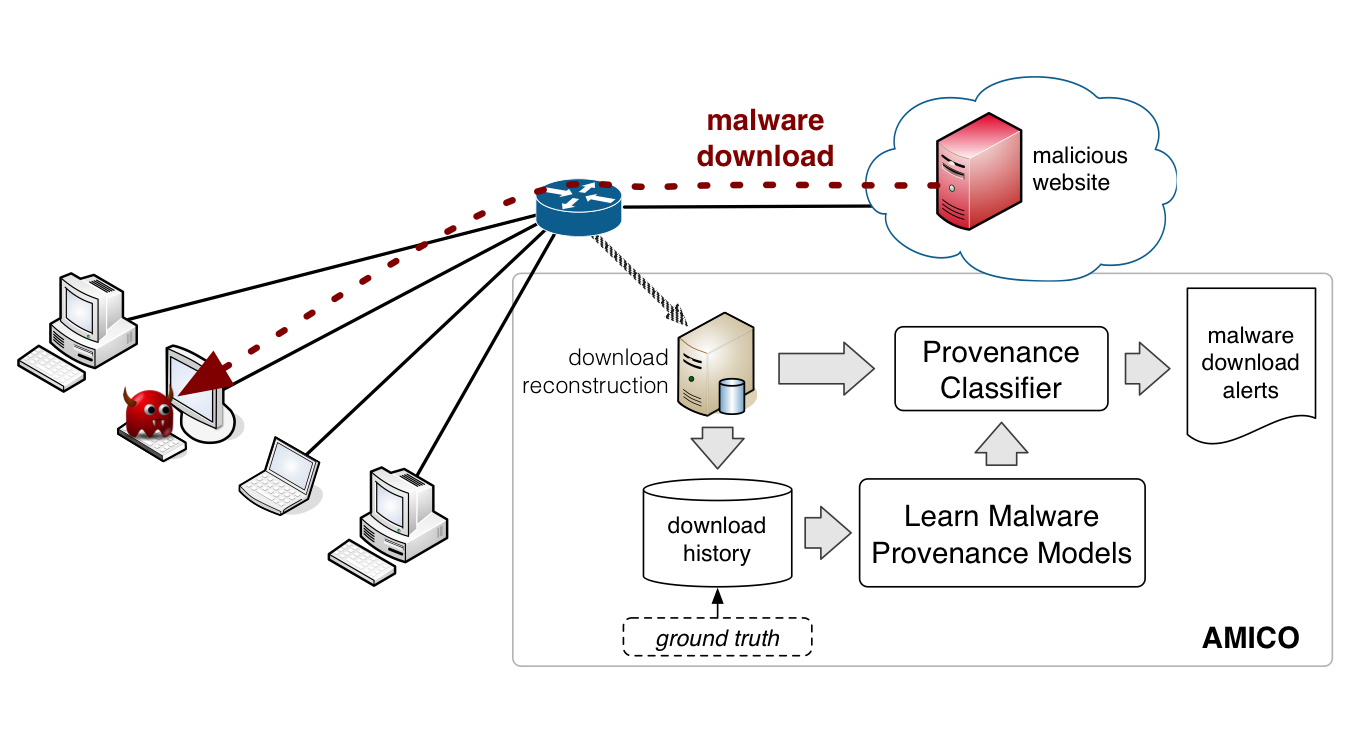 malware
download
malicious
website
download
reconstruction
Provenance
Classifier
malware
download
alerts
download
history
Learn Malware
Provenance Models
ground truth
AMICO